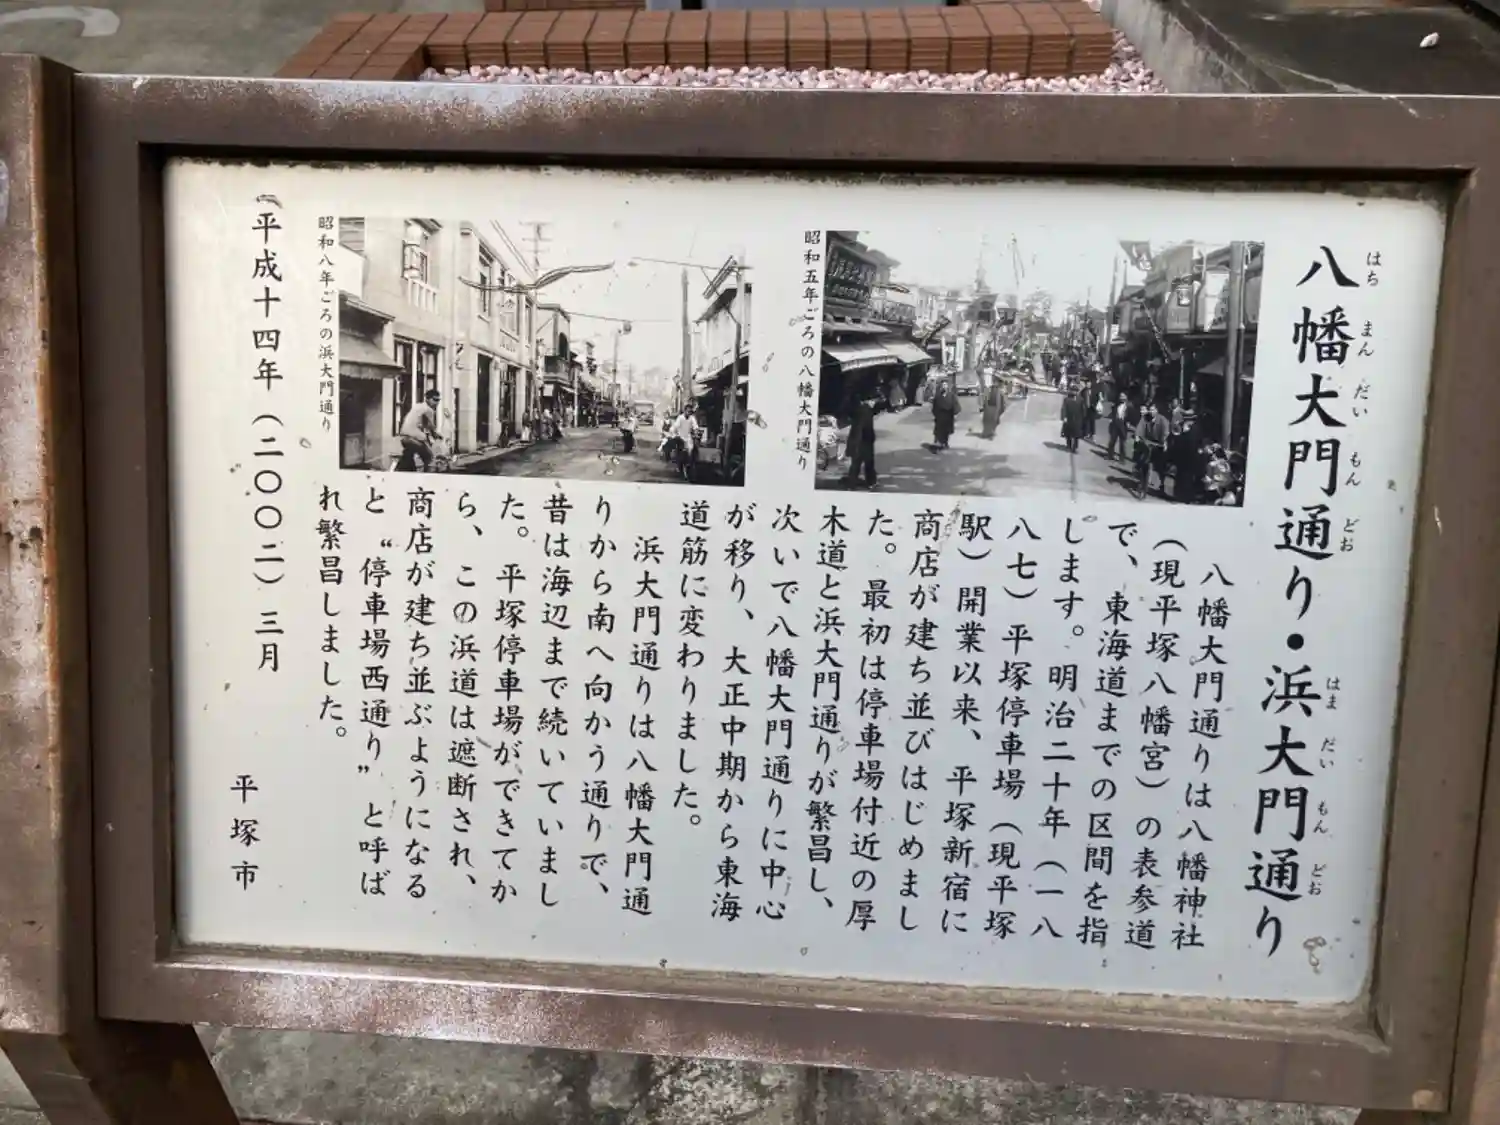 八幡大門通り・浜大門通り
はちまんだいもんどお
はまだいもんどお
八幡大門通りは八幡神社
(現平塚八幡宮)の表参道
で、東海道までの区間を指
します。明治二十年(一八
八七)平塚停車場(現平塚
駅)開業以来、平塚新宿に
商店が建ち並びはじめまし
た。最初は停車場付近の厚
木道と浜大門通りが繁昌し、
次いで八幡大門通りに中心
が移り、大正中期から東海
道筋に変わりました。
浜大門通りは八幡大門通
りから南へ向かう通りで、
昔は海辺まで続いていまし
た。平塚停車場ができてか
ら、この浜道は遮断され、
商店が建ち並ぶようになる
と“停車場西通り”と呼ば
れ繁昌しました。
昭和五年ごろの八幡大門通り
昭和八年ごろの浜大門通り
平成十四年(二〇〇二)三月
平塚市